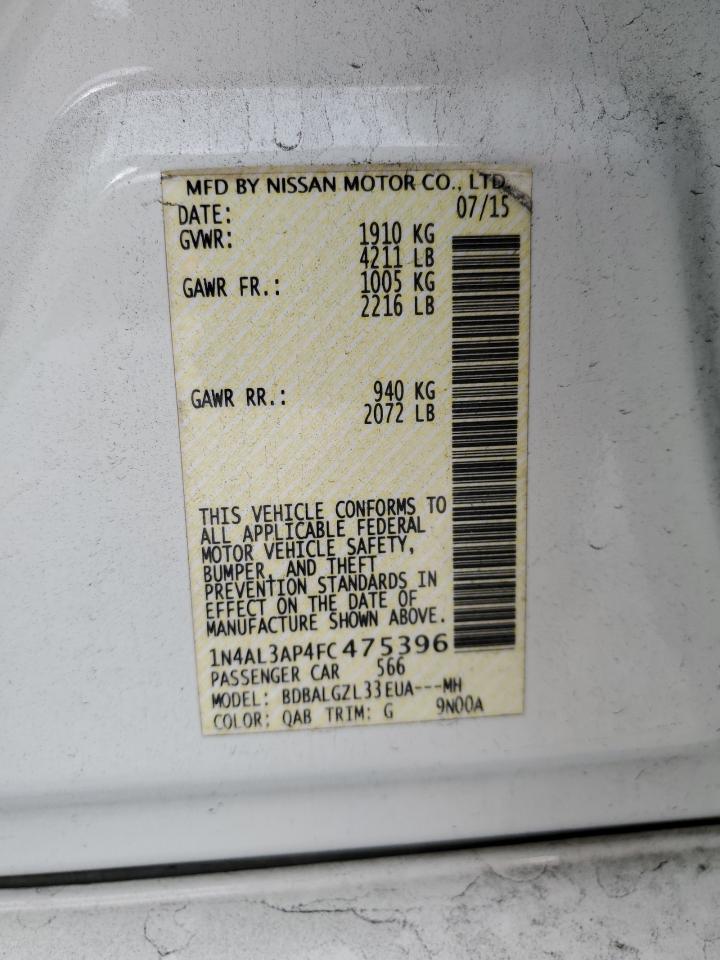 MFD BY NISSAN MOTOR CO., LTD.
DATE: 07/15
GVWR: 1910 KG
4211 LB
GAWR FR.: 1005 KG
2216 LB
GAWR RR.: 940 KG
2072 LB
THIS VEHICLE CONFORMS TO
ALL APPLICABLE FEDERAL
MOTOR VEHICLE SAFETY,
BUMPER, AND THEFT
PREVENTION STANDARDS IN
EFFECT ON THE DATE OF
MANUFACTURE SHOWN ABOVE.
1N4AL3AP4FC475396
PASSENGER CAR 566
MODEL: BDBALGZL33EUA---MH
COLOR: QAB TRIM: G 9N00A